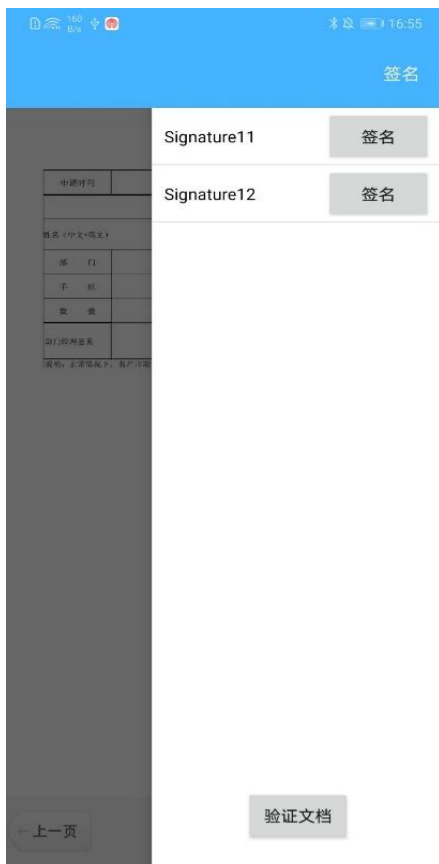 160
B/s
16:55
签名
Signature11
签名
Signature12
签名
申请时间
姓名（中文+英文）
部 门
手 机
数 量
部门经理意见
验证文档
←上一页